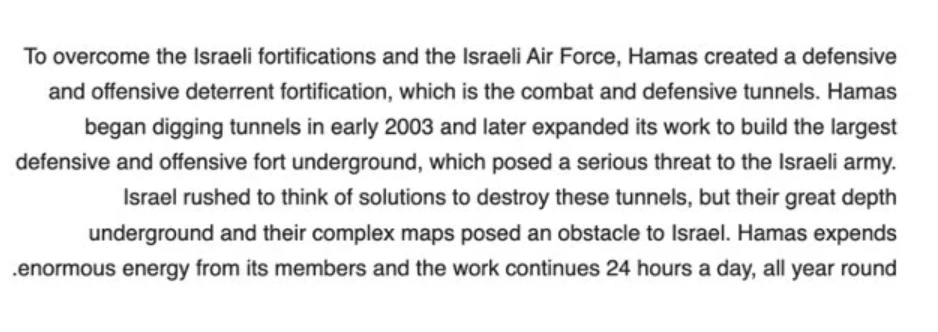 To overcome the Israeli fortifications and the Israeli Air Force, Hamas created a defensive
and offensive deterrent fortification, which is the combat and defensive tunnels. Hamas
began digging tunnels in early 2003 and later expanded its work to build the largest
defensive and offensive fort underground, which posed a serious threat to the Israeli army.
Israel rushed to think of solutions to destroy these tunnels, but their great depth
underground and their complex maps posed an obstacle to Israel. Hamas expends
.enormous energy from its members and the work continues 24 hours a day, all year round